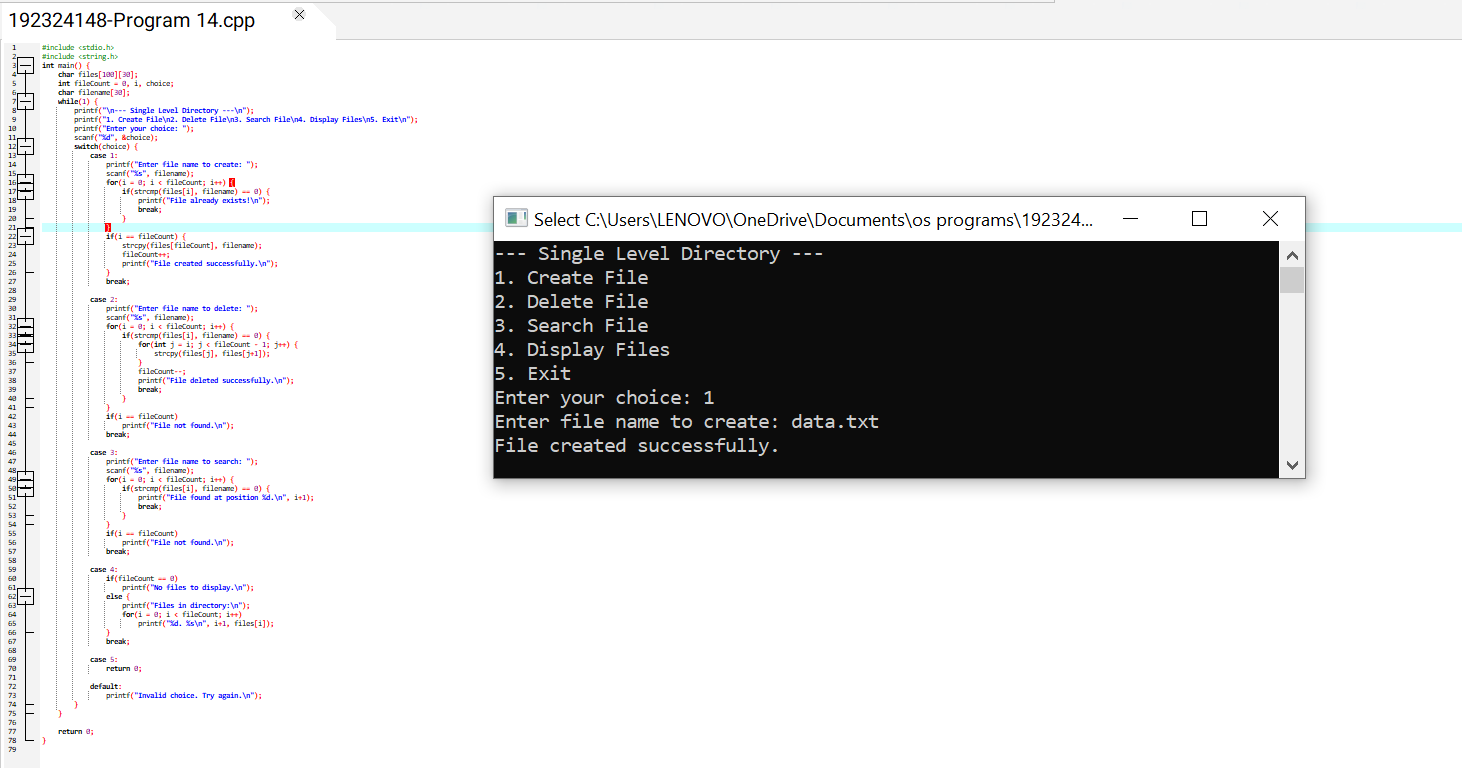 192324148-Program 14.cpp
1 #include <stdio.h>
2 #include <string.h>
3 int main() {
4 char files[100][30];
5 int fileCount = 0, i, choice;
6 char filename[30];
7 while(1) {
8 printf("\n--- Single Level Directory ---\n");
9 printf("1. Create File\n2. Delete File\n3. Search File\n4. Display Files\n5. Exit\n");
10 printf("Enter your choice: ");
11 scanf("%d", &choice);
12 switch(choice) {
13 case 1:
14 printf("Enter file name to create: ");
15 scanf("%s", filename);
16 for(i = 0; i < fileCount; i++) {
17 if(strcmp(files[i], filename) == 0) {
18 printf("File already exists!\n");
19 break;
20 }
21 }
22 if(i == fileCount) {
23 strcpy(files[fileCount], filename);
24 fileCount++;
25 printf("File created successfully.\n");
26 }
27 break;
28
29 case 2:
30 printf("Enter file name to delete: ");
31 scanf("%s", filename);
32 for(i = 0; i < fileCount; i++) {
33 if(strcmp(files[i], filename) == 0) {
34 for(int j = i; j < fileCount - 1; j++) {
35 strcpy(files[j], files[j+1]);
36 }
37 fileCount--;
38 printf("File deleted successfully.\n");
39 break;
40 }
41 }
42 if(i == fileCount)
43 printf("File not found.\n");
44 break;
45
46 case 3:
47 printf("Enter file name to search: ");
48 scanf("%s", filename);
49 for(i = 0; i < fileCount; i++) {
50 if(strcmp(files[i], filename) == 0) {
51 printf("File found at position %d.\n", i+1);
52 break;
53 }
54 }
55 if(i == fileCount)
56 printf("File not found.\n");
57 break;
58
59 case 4:
60 if(fileCount == 0)
61 printf("No files to display.\n");
62 else {
63 printf("Files in directory:\n");
64 for(i = 0; i < fileCount; i++)
65 printf("%d. %s\n", i+1, files[i]);
66 }
67 break;
68
69 case 5:
70 return 0;
71
72 default:
73 printf("Invalid choice. Try again.\n");
74 }
75 }
76
77 return 0;
78 }
79
Select C:\Users\LENOVO\OneDrive\Documents\os programs\192324...
--- Single Level Directory ---
1. Create File
2. Delete File
3. Search File
4. Display Files
5. Exit
Enter your choice: 1
Enter file name to create: data.txt
File created successfully.